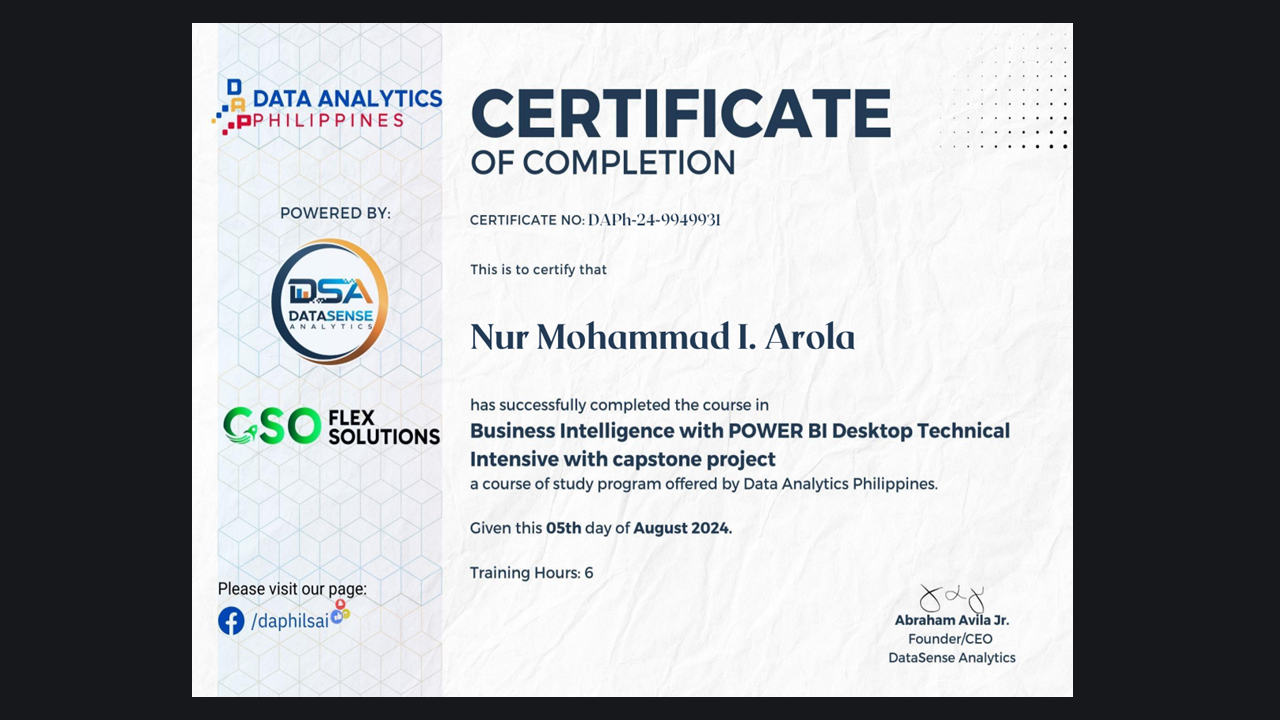 DATA ANALYTICS
PHILIPPINES
DAP
POWERED BY:
DSA
DATASENSE
ANALYTICS
GSO FLEX
SOLUTIONS
Please visit our page:
/daphilsai
CERTIFICATE
OF COMPLETION
CERTIFICATE NO: DAPh-24-9949931
This is to certify that
Nur Mohammad I. Arola
has successfully completed the course in
Business Intelligence with POWER BI Desktop Technical
Intensive with capstone project
a course of study program offered by Data Analytics Philippines.
Given this 05th day of August 2024.
Training Hours: 6
Abraham Avila Jr.
Founder/CEO
DataSense Analytics